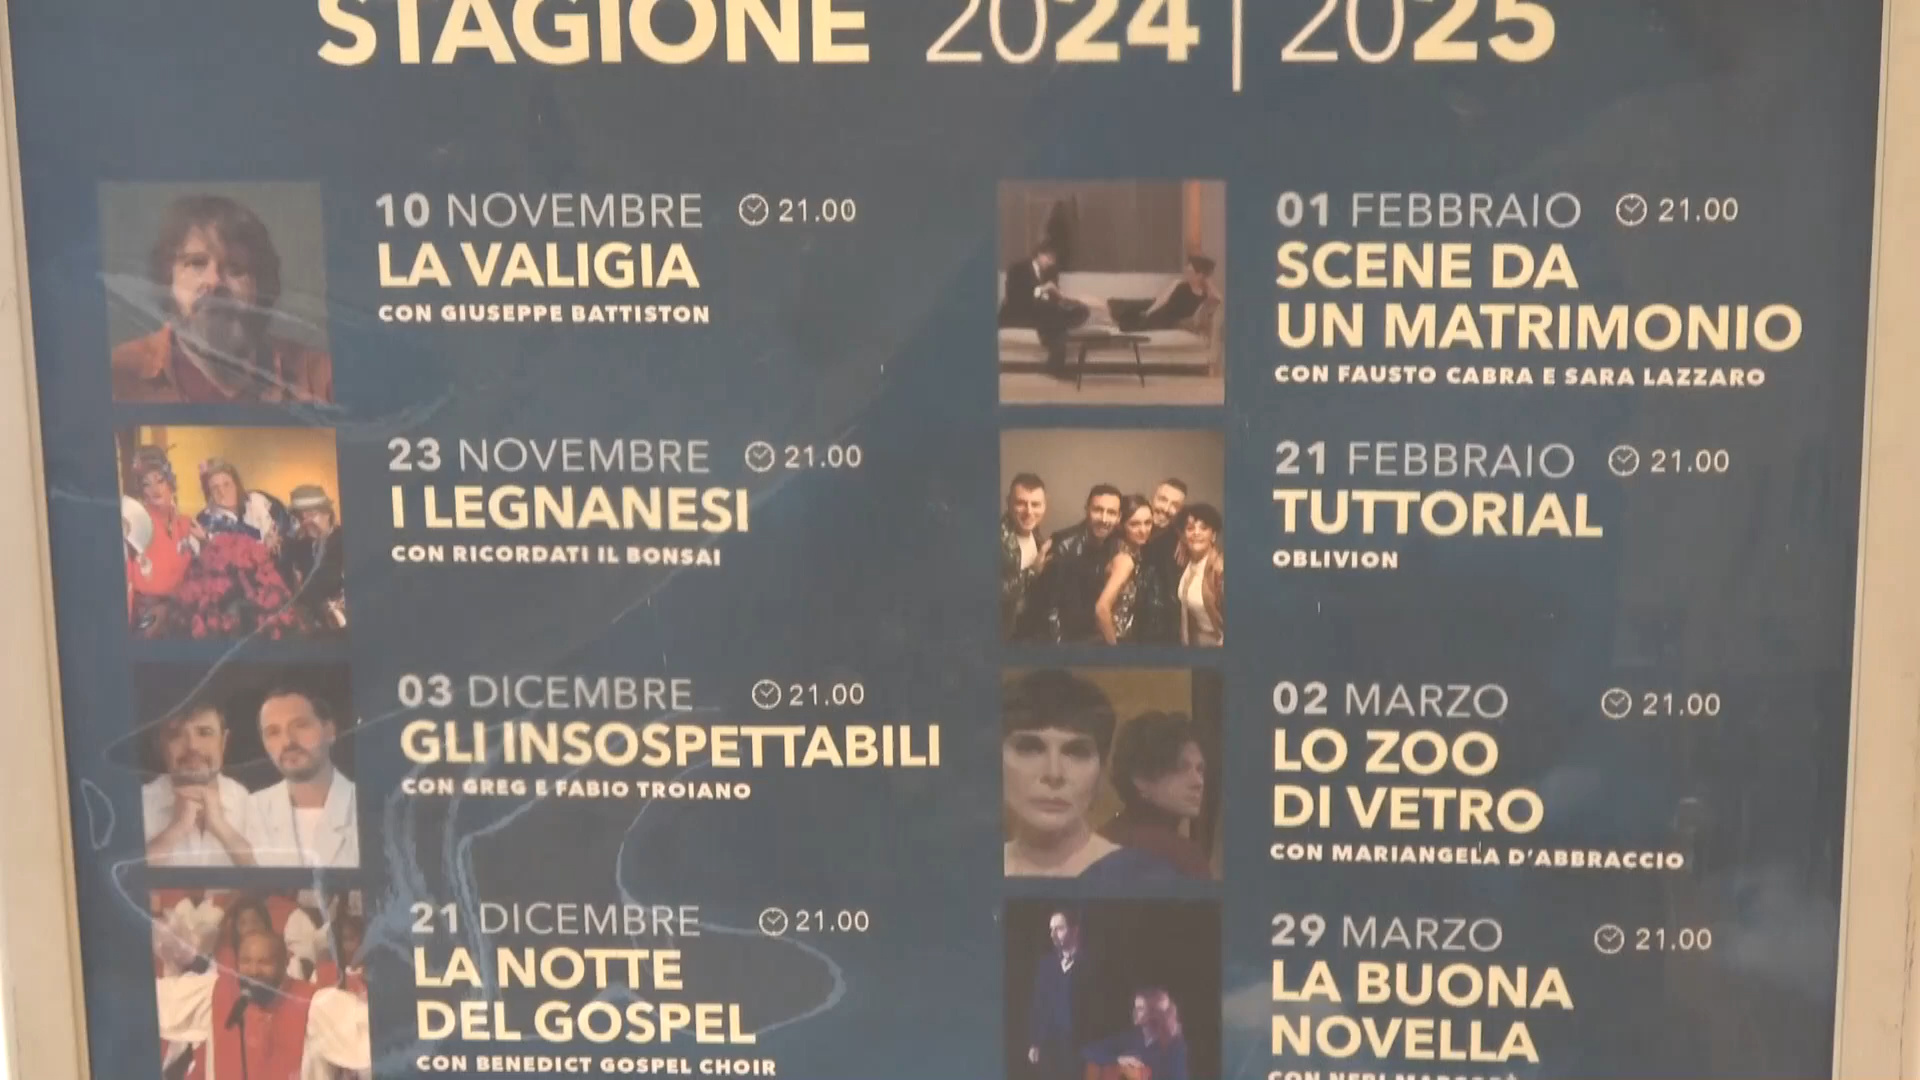 STAGIONE 2024 | 2025
10 NOVEMBRE 21.00
LA VALIGIA
CON GIUSEPPE BATTISTON
23 NOVEMBRE 21.00
I LEGNANESI
CON RICORDATI IL BONSAI
03 DICEMBRE 21.00
GLI INSOSPETTABILI
CON GREG E FABIO TROIANO
21 DICEMBRE 21.00
LA NOTTE
DEL GOSPEL
CON BENEDICT GOSPEL CHOIR
01 FEBBRAIO 21.00
SCENE DA
UN MATRIMONIO
CON FAUSTO CABRA E SARA LAZZARO
21 FEBBRAIO 21.00
TUTTORIAL
OBLIVION
02 MARZO 21.00
LO ZOO
DI VETRO
CON MARIANGELA D'ABBRACCIO
29 MARZO 21.00
LA BUONA
NOVELLA